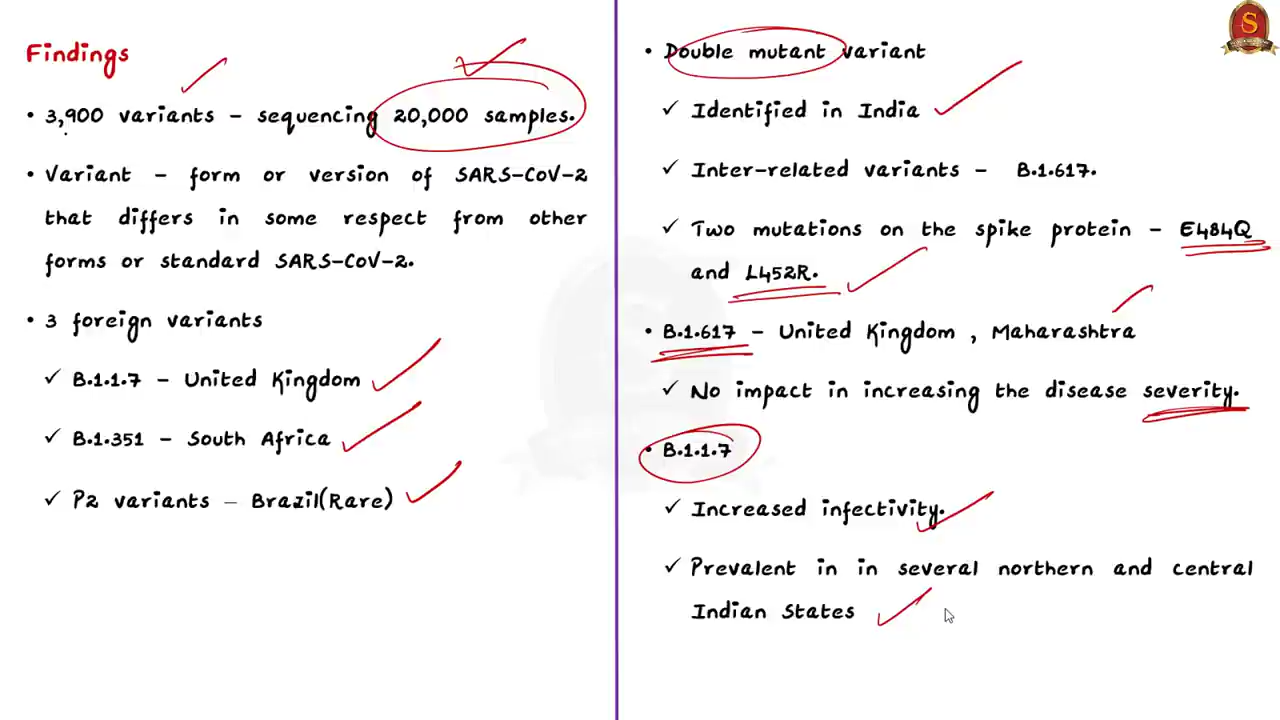 Findings
• 3,900 variants - sequencing 20,000 samples.
• Variant - form or version of SARS-CoV-2
that differs in some respect from other
forms or standard SARS-CoV-2.
• 3 foreign variants
✓ B.1.1.7 - United Kingdom
✓ B.1.351 - South Africa
✓ P2 variants - Brazil(Rare)
• Double mutant variant
✓ Identified in India
✓ Inter-related variants - B.1.617.
✓ Two mutations on the spike protein - E484Q
and L452R.
• B.1.617 - United Kingdom , Maharashtra
✓ No impact in increasing the disease severity.
• B.1.1.7
✓ Increased infectivity.
✓ Prevalent in in several northern and central
Indian States
S